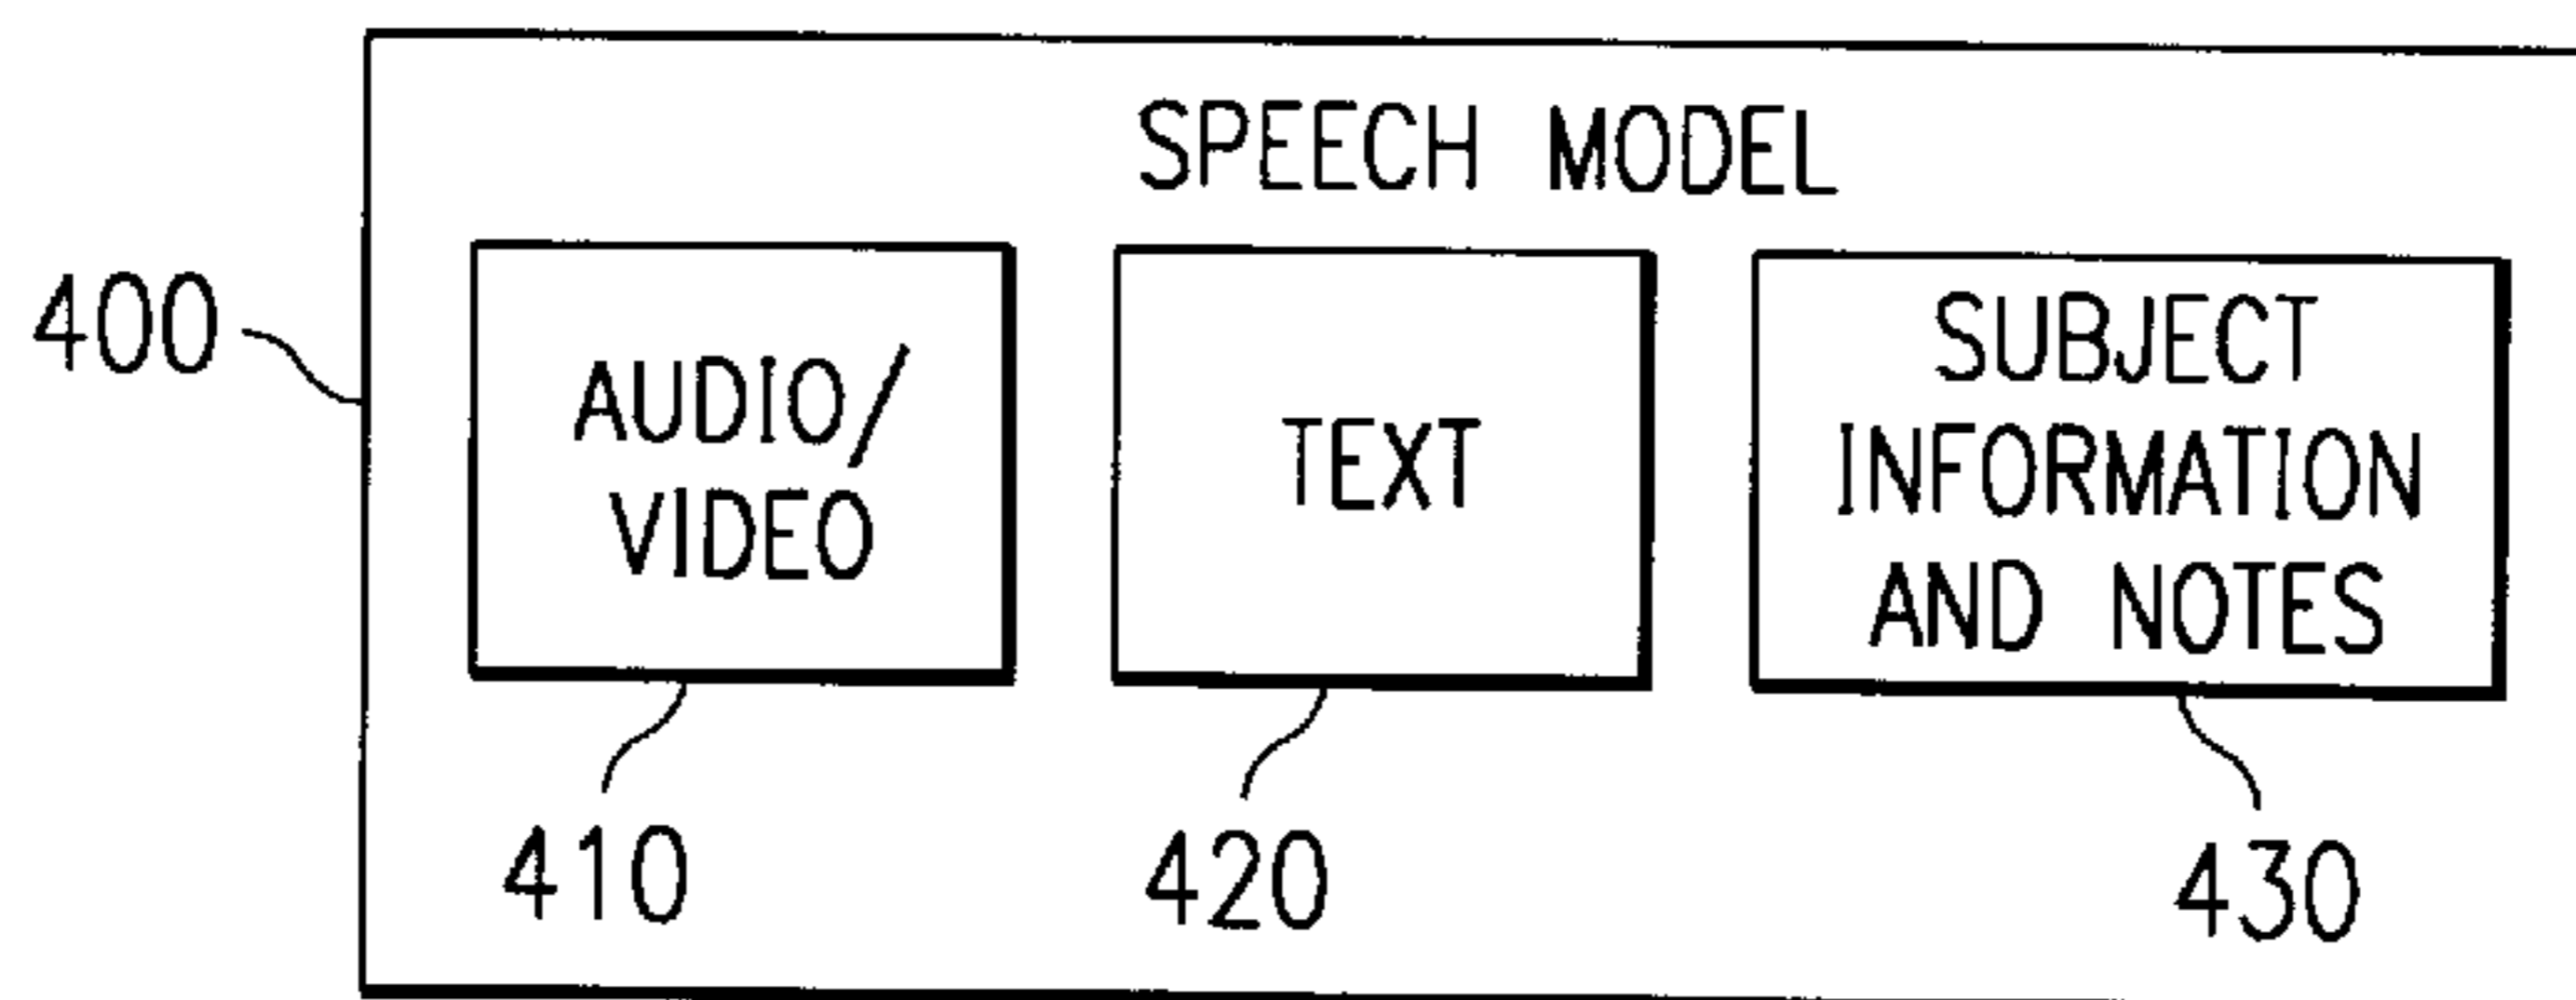 SPEECH MODEL
400
AUDIO/
VIDEO
TEXT
SUBJECT
INFORMATION
AND NOTES
410
420
430